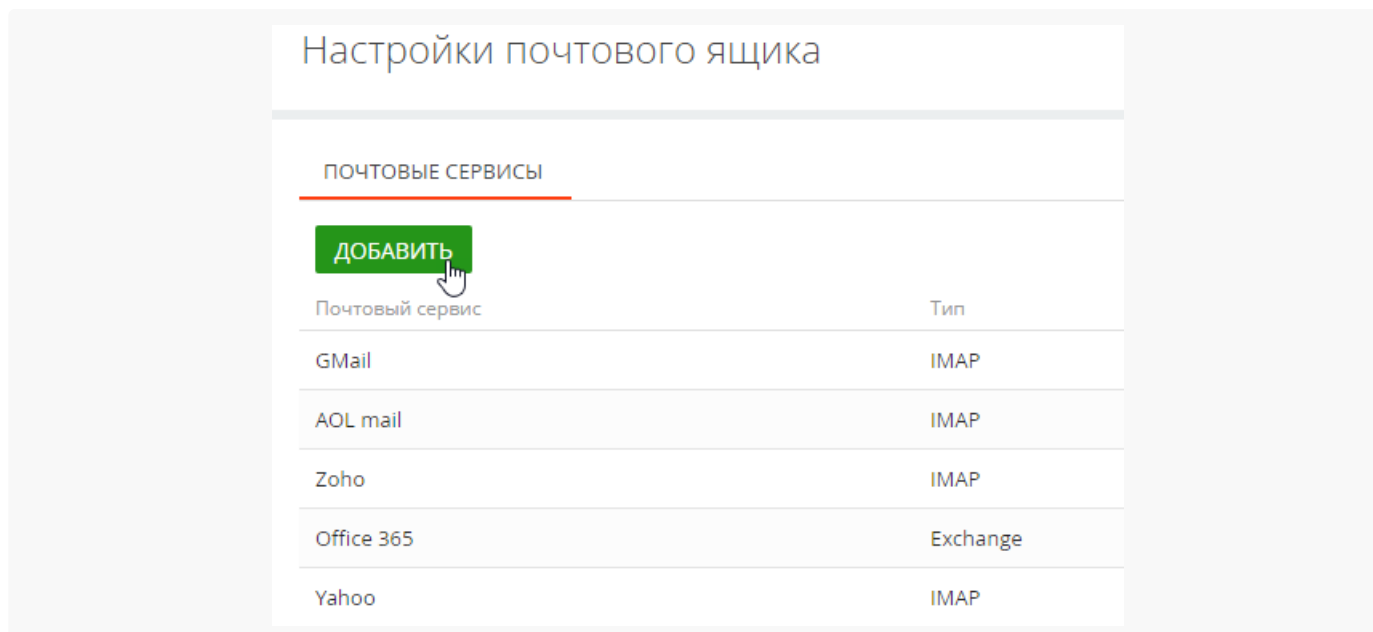 Настройки почтового ящика
ПОЧТОВЫЕ СЕРВИСЫ
ДОБАВИТЬ
Почтовый сервис Тип
GMail IMAP
AOL mail IMAP
Zoho IMAP
Office 365 Exchange
Yahoo IMAP